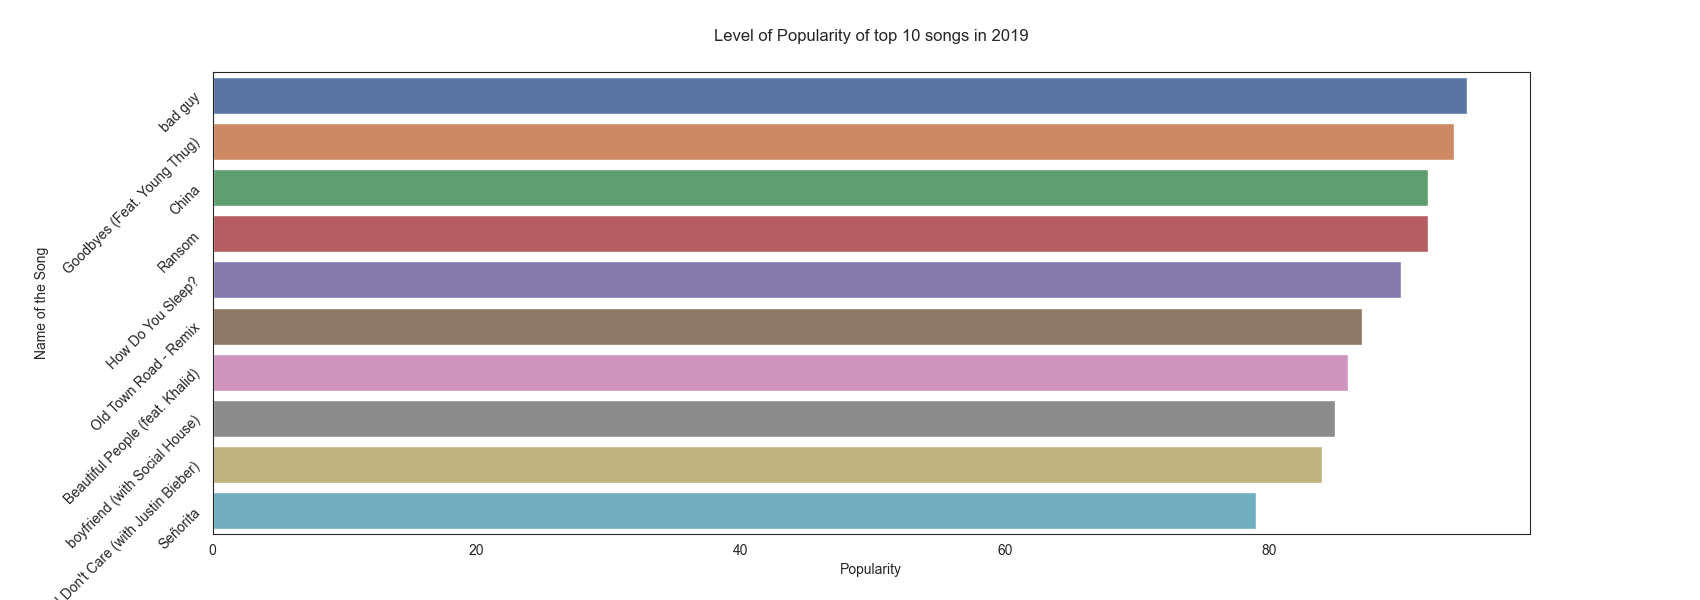 Level of Popularity of top 10 songs in 2019
bad guy
Goodbyes (Feat. Young Thug)
China
Ransom
How Do You Sleep?
Old Town Road - Remix
Beautiful People (feat. Khalid)
boyfriend (with Social House)
Don't Care (with Justin Bieber)
Señorita
Name of the Song
0 20 40 60 80
Popularity